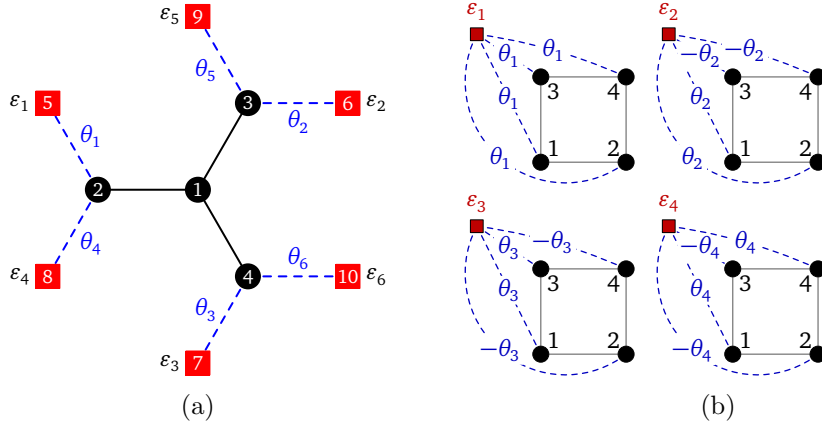 ε₅ 9
ε₁ 5 θ₅ 3 6 ε₂
θ₁ θ₂
2 1
θ₄ θ₆
ε₄ 8 4 10 ε₆
θ₃
ε₃ 7
(a)
ε₁ ε₂
θ₁ θ₁ −θ₂ −θ₂
3 4 3 4
θ₁ θ₂
1 2 1 2
θ₁ θ₂
ε₃ ε₄
θ₃ −θ₃ −θ₄ θ₄
3 4 3 4
θ₃ θ₄
1 2 1 2
−θ₃ −θ₄
(b)